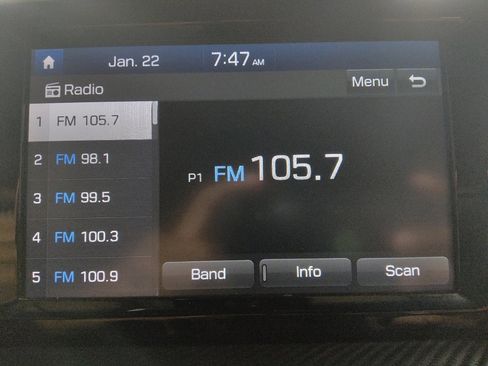 Jan. 22 7:47 AM
Radio Menu
1 FM 105.7
2 FM 98.1
3 FM 99.5
4 FM 100.3
5 FM 100.9
P1 FM 105.7
Band Info Scan